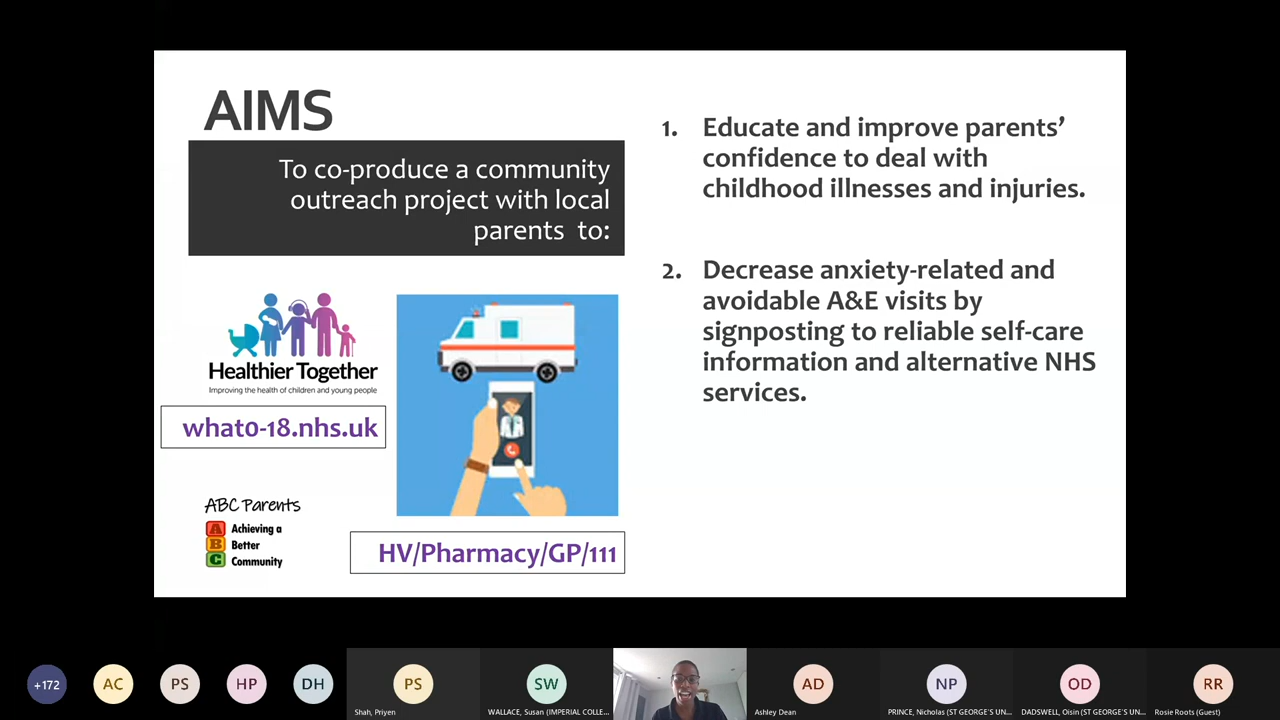 AIMS
To co-produce a community
outreach project with local
parents to:
Healthier Together
Improving the health of children and young people
what0-18.nhs.uk
ABC Parents
A Achieving a
B Better
C Community
HV/Pharmacy/GP/111
1. Educate and improve parents’
confidence to deal with
childhood illnesses and injuries.
2. Decrease anxiety-related and
avoidable A&E visits by
signposting to reliable self-care
information and alternative NHS
services.
+172
AC
PS
HP
DH
PS
Shah, Priyen
SW
WALLACE, Susan (IMPERIAL COLLE...
AD
Ashley Dean
NP
PRINCE, Nicholas (ST GEORGE'S UN...
OD
DADSWELL, Oisin (ST GEORGE'S UN...
RR
Rosie Roots (Guest)